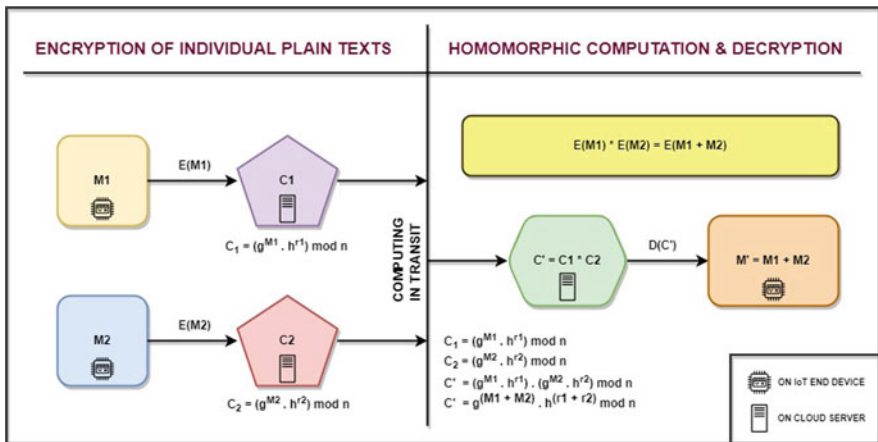 ENCRYPTION OF INDIVIDUAL PLAIN TEXTS
M1
E(M1)
C1
C₁ = (g^M1 . h^r1) mod n
M2
E(M2)
C2
C₂ = (g^M2 . h^r2) mod n
COMPUTING
IN TRANSIT
HOMOMORPHIC COMPUTATION & DECRYPTION
E(M1) * E(M2) = E(M1 + M2)
C' = C1 * C2
D(C')
M' = M1 + M2
C₁ = (g^M1 . h^r1) mod n
C₂ = (g^M2 . h^r2) mod n
C' = (g^M1 . h^r1) . (g^M2 . h^r2) mod n
C' = g^(M1 + M2) . h^(r1 + r2) mod n
ON IoT END DEVICE
ON CLOUD SERVER